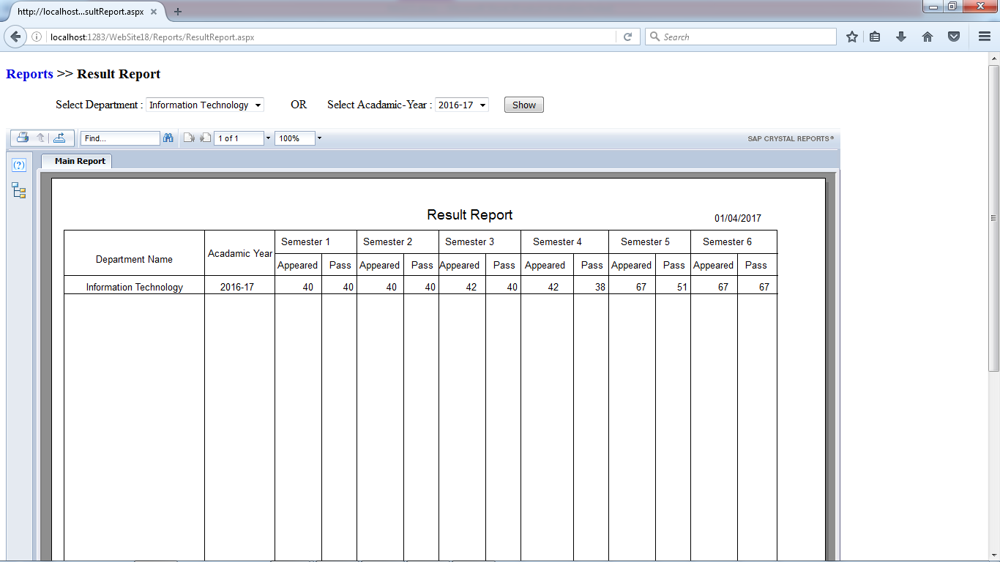 http://localhost...sultReport.aspx
localhost:1283/WebSite18/Reports/ResultReport.aspx
Search
Reports >> Result Report
Select Department : Information Technology OR Select Acadamic-Year : 2016-17 Show
Find... 1 of 1 100% SAP CRYSTAL REPORTS®
Main Report
Result Report
01/04/2017
Department Name Acadamic Year Semester 1 Semester 2 Semester 3 Semester 4 Semester 5 Semester 6
Appeared Pass Appeared Pass Appeared Pass Appeared Pass Appeared Pass Appeared Pass
Information Technology 2016-17 40 40 40 40 42 40 42 38 67 51 67 67